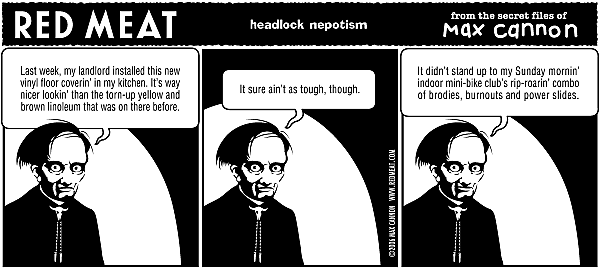 RED MEAT
headlock nepotism
from the secret files of
Max cannon
Last week, my landlord installed this new
vinyl floor coverin' in my kitchen. It's way
nicer lookin' than the torn-up yellow and
brown linoleum that was on there before.
It sure ain't as tough, though.
It didn't stand up to my Sunday mornin'
indoor mini-bike club's rip-roarin' combo
of brodies, burnouts and power slides.
©2006 MAX CANNON WWW.REDMEAT.COM